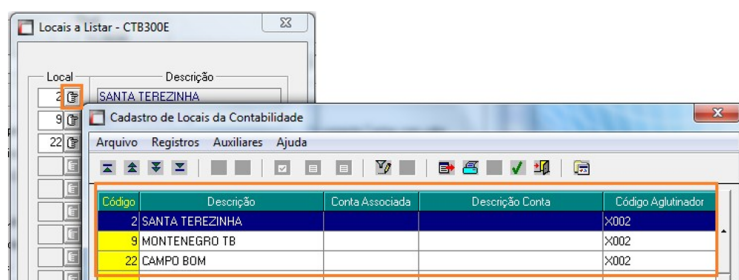 Locais a Listar - CTB300E
Local Descrição
2 SANTA TEREZINHA
9
22
Cadastro de Locais da Contabilidade
Arquivo Registros Auxiliares Ajuda
Código Descrição Conta Associada Descrição Conta Código Aglutinador
2 SANTA TEREZINHA X002
9 MONTENEGRO TB X002
22 CAMPO BOM X002